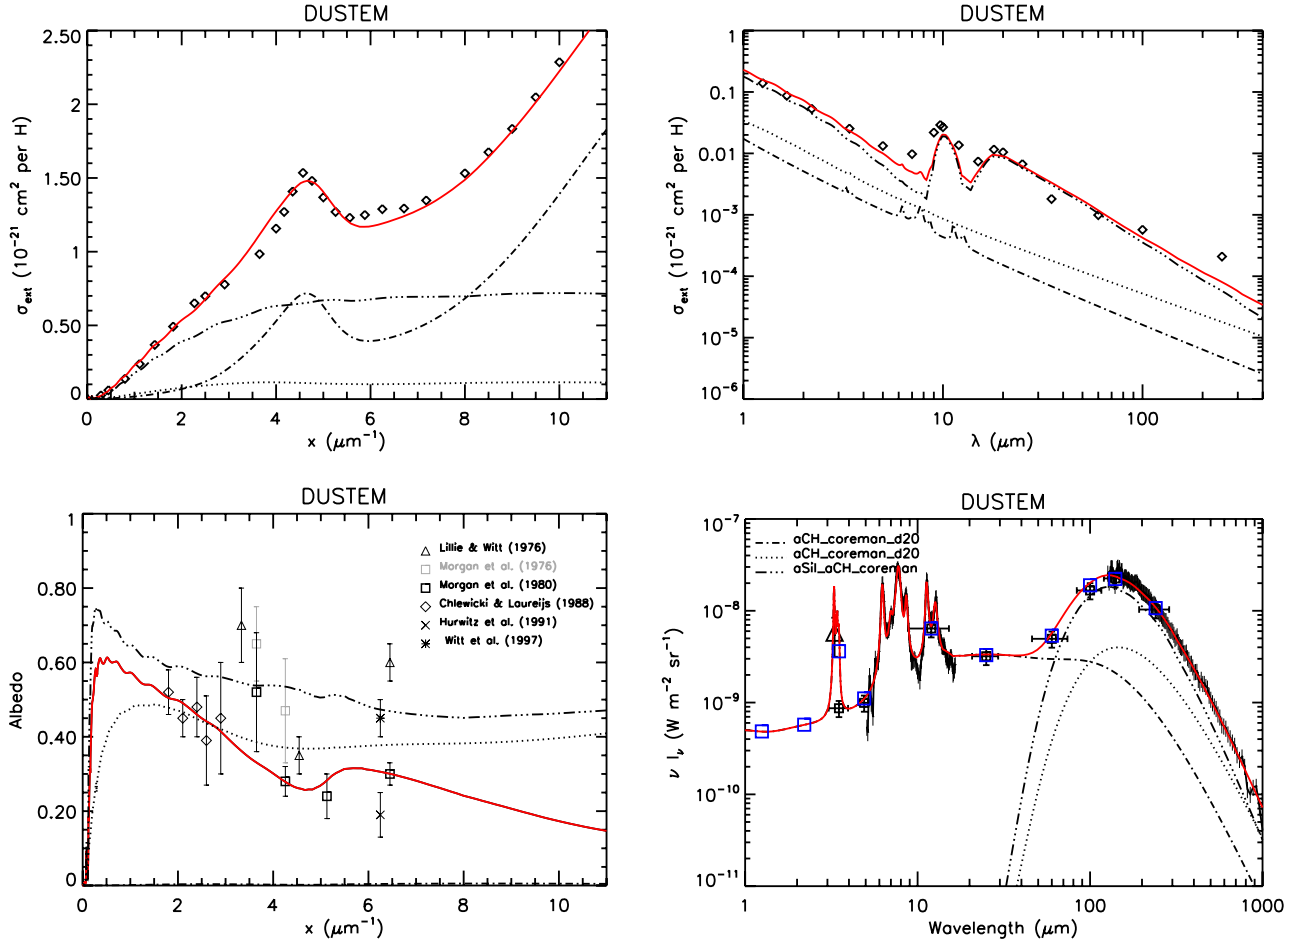 DUSTEM
2.50
2.00
1.50
1
0.50
0
σext (10⁻²¹ cm² per H)
0 2 4 6 8 10
x (μm⁻¹)
DUSTEM
1
0.1
0.01
10⁻³
10⁻⁴
10⁻⁵
10⁻⁶
σext (10⁻²¹ cm² per H)
1 10 100
λ (μm)
DUSTEM
1
0.80
0.60
0.40
0.20
0
Albedo
Lillie & Witt (1976)
Morgan et al. (1976)
Morgan et al. (1980)
Chlewicki & Laureijs (1988)
Hurwitz et al. (1991)
Witt et al. (1997)
0 2 4 6 8 10
x (μm⁻¹)
DUSTEM
10⁻⁷
10⁻⁸
10⁻⁹
10⁻¹⁰
10⁻¹¹
ν Iν (W m⁻² sr⁻¹)
aCH_coreman_d20
aCH_coreman_d20
aSil_aCH_coreman
1 10 100 1000
Wavelength (μm)